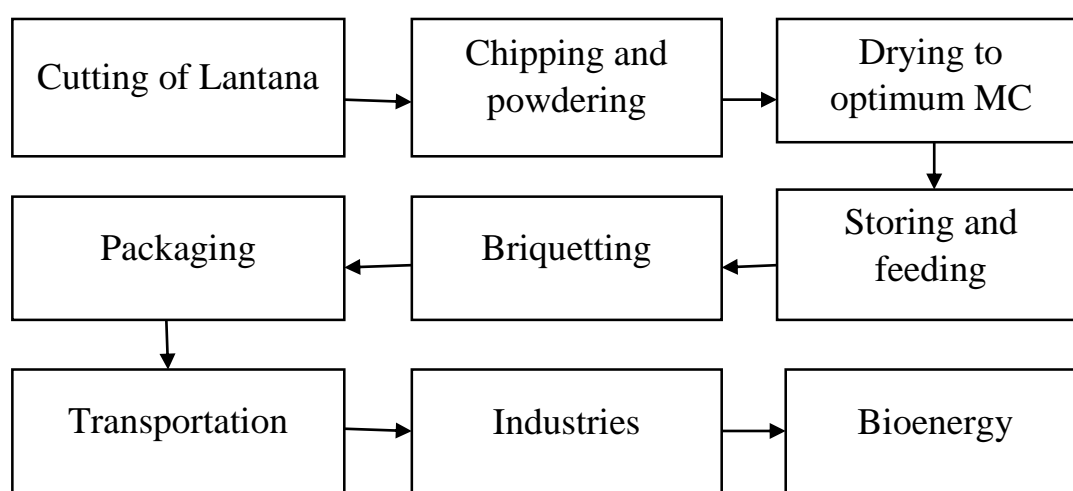 Cutting of Lantana
Chipping and
powdering
Drying to
optimum MC
Storing and
feeding
Briquetting
Packaging
Transportation
Industries
Bioenergy